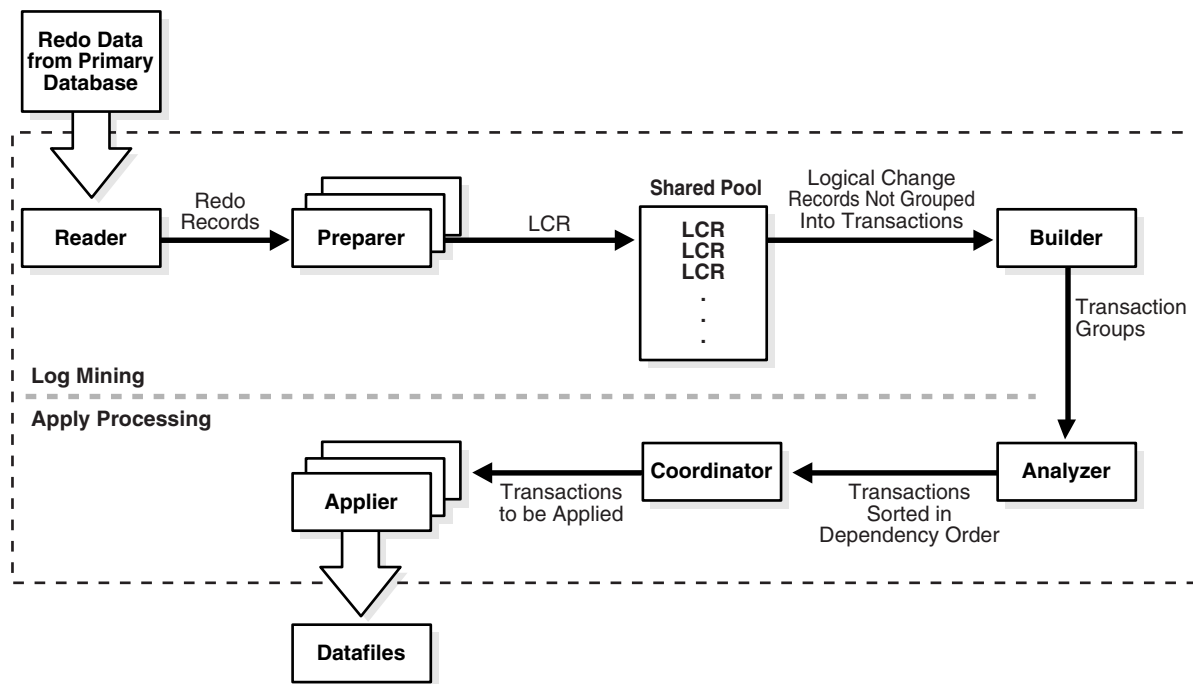 Redo Data
from Primary
Database
Reader
Redo
Records
Preparer
LCR
Shared Pool
LCR
LCR
LCR
.
.
.
Logical Change
Records Not Grouped
Into Transactions
Builder
Transaction
Groups
Log Mining
Apply Processing
Analyzer
Transactions
Sorted in
Dependency Order
Coordinator
Transactions
to be Applied
Applier
Datafiles